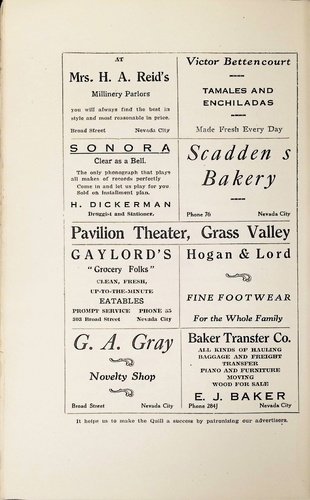 AT
Mrs. H. A. Reid's
Millinery Parlors
you will always find the best in
style and most reasonable in price.
Broad Street Nevada City
Victor Bettencourt
TAMALES AND
ENCHILADAS
Made Fresh Every Day
SONORA
Clear as a Bell.
The only phonograph that plays
all makes of records perfectly
Come in and let us play for you
Sold on installment plan.
H. DICKERMAN
Druggist and Stationer.
Scadden s
Bakery
Phone 76 Nevada City
Pavilion Theater, Grass Valley
GAYLORD'S
"Grocery Folks"
CLEAN, FRESH,
UP-TO-THE-MINUTE
EATABLES
PROMPT SERVICE PHONE 55
203 Broad Street Nevada City
Hogan & Lord
FINE FOOTWEAR
For the Whole Family
G. A. Gray
Novelty Shop
Broad Street Nevada City
Baker Transfer Co.
ALL KINDS OF HAULING
BAGGAGE AND FREIGHT
TRANSFER
PIANO AND FURNITURE
MOVING
WOOD FOR SALE
E. J. BAKER
Phone 284J Nevada City
It helps us to make the Quill a success by patronizing our advertisers.